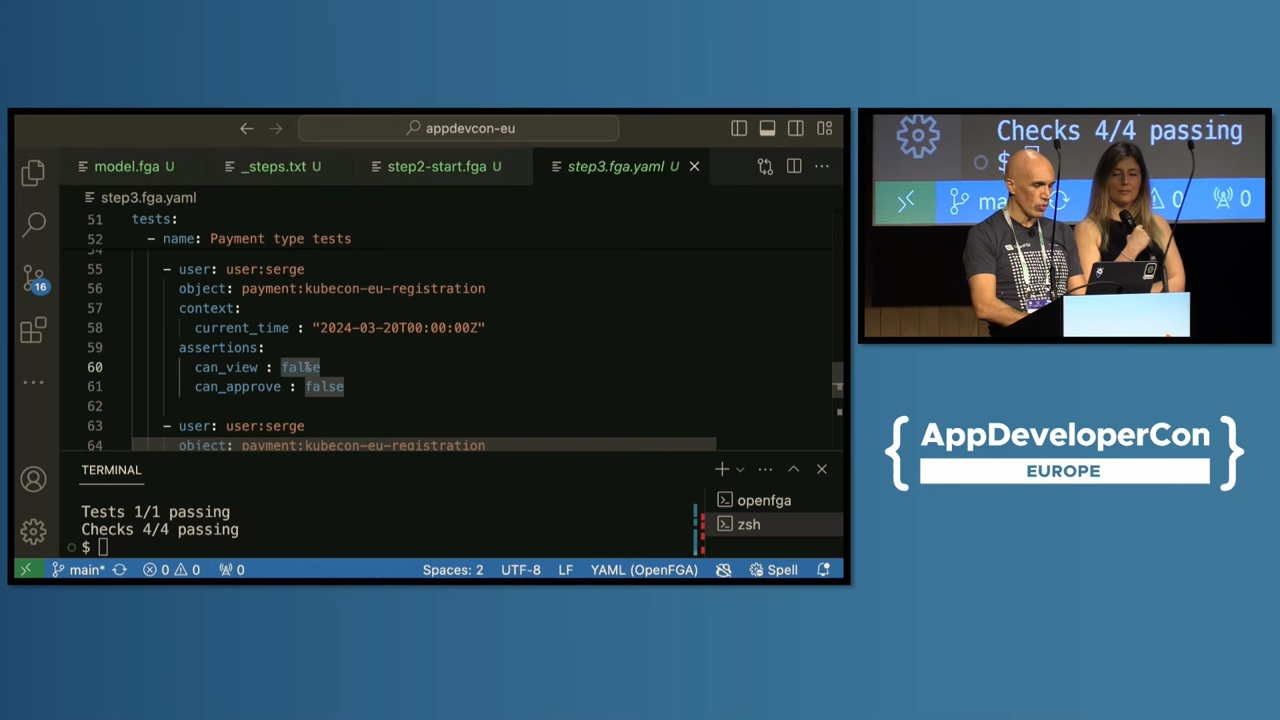 appdevcon-eu
model.fga U
_steps.txt U
step2-start.fga U
step3.fga.yaml U
step3.fga.yaml
51 tests:
52 - name: Payment type tests
55 - user: user:serge
56 object: payment:kubecon-eu-registration
57 context:
58 current_time : "2024-03-20T00:00:00Z"
59 assertions:
60 can_view : false
61 can_approve : false
62
63 - user: user:serge
64 object: payment:kubecon-eu-registration
16
TERMINAL
Tests 1/1 passing
Checks 4/4 passing
$
openfga
zsh
main* 0 0 0 Spaces: 2 UTF-8 LF YAML (OpenFGA) Spell
Checks 4/4 passing
$
ma 0 0
{ AppDeveloperCon }
EUROPE